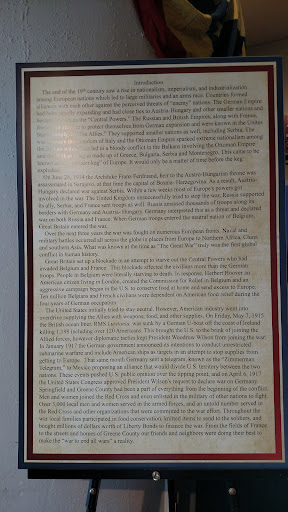 Introduction
The end of the 19th century saw a rise in nationalism, imperialism, and industrialization
among European nations which led to large militaries and an arms race. Countries formed
alliances with each other against the perceived threats of "enemy" nations. The German Empire
had been expanding and had close ties to Austria-Hungary and other smaller nations and
the "Central Powers." The Russian and British Empires, along with France,
to protect themselves from German expansion and were known as the
Allies." They supported smaller nations as well, including Serbia. The
of Italy and the Ottoman Empire sparked extreme nationalism among
led to a bloody conflict in the Balkans involving the Ottoman Empire
made up of Greece, Bulgaria, Serbia and Montenegro. This came to be
keg" of Europe. It would only be a matter of time before the keg
exploded.
On June 28, 1914 the Archduke Franz Ferdinand, heir to the Austro-Hungarian throne was
assassinated in Sarajevo, at that time the capital of Bosnia-Herzegovina. As a result, Austria-
Hungary declared war against Serbia. Within a few weeks most of Europe's powers got
involved in the war. The United Kingdom unsuccessfully tried to stop the war; Russia supported
Serbia, and France had troops as well. Russia amassed thousands of troops along its
borders with Germany and Austria-Hungary. Germany interpreted this as a threat and declared
war on both Russia and France. When German troops entered the neutral nation of Belgium,
Great Britain entered the war.
Over the next three years the war was fought on numerous European fronts. Naval and
military battles occurred all across the globe in places from Europe to Northern Africa, China
and southern Asia. What was known at the time as "The Great War" truly was the first global
conflict in human history.
Great Britain set up a blockade in an attempt to starve out the Central Powers who had
invaded Belgium and France. This blockade affected the civilians more than the German
troops. People in Belgium were literally starving to death. In response, Herbert Hoover an
American citizen living in London, created the Commission for Relief in Belgium and an
aggressive campaign began in the U.S. to conserve food at home and send excess to Europe.
Ten million Belgians and French civilians were dependent on American food relief during the
four years of German occupation.
The United States initially tried to stay neutral. However, American industry went into
overdrive supplying the Allies with resources, food, and other supplies. On Friday, May 7, 1915
the British ocean liner, RMS Lusitania, was sunk by a German U-boat off the coast of Ireland
killing 1,198 including over 120 Americans. This brought the U.S. to the brink of joining the
Allied forces, however diplomatic tactics kept President Woodrow Wilson from joining the war.
In January 1917 the German government announced its intentions to conduct unrestricted
submarine warfare and include American ships as targets in an attempt to stop supplies from
getting to Europe. That same month Germany sent a telegram, known as the "Zimmerman
Telegram," to Mexico proposing an alliance that would divide U.S. territory between the two
nations. These events pushed U.S. public opinion over the tipping point, and on April 6, 1917
the United States Congress approved President Wilson's request to declare war on Germany.
Springfield and Greene County had been a part of everything from the beginning of the conflict.
Men and women joined the Red Cross and even enlisted in the military of other nations to fight.
Over 3,000 local men and women served in the armed forces, and an untold number served in
the Red Cross and other organizations that were committed to the war effort. Throughout the
war local families participated in food conservation, knitted items to send to the soldiers, and
bought millions of dollars worth of Liberty Bonds to finance the war. From the fields of France
to the streets and homes of Greene County our friends and neighbors were doing their best to
make the "war to end all wars" a reality.